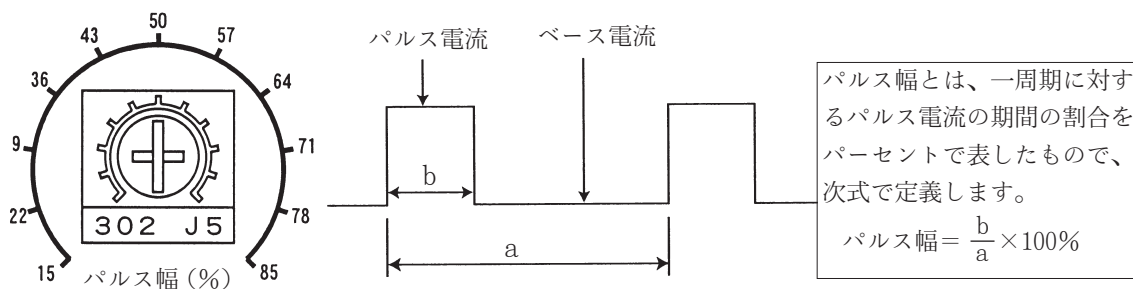 50
43
57
36
64
9
71
22
78
15
85
302 J5
パルス幅(%)
パルス電流
ベース電流
b
a
パルス幅とは、一周期に対す
るパルス電流の期間の割合を
パーセントで表したもので、
次式で定義します。
パルス幅= b/a ×100%